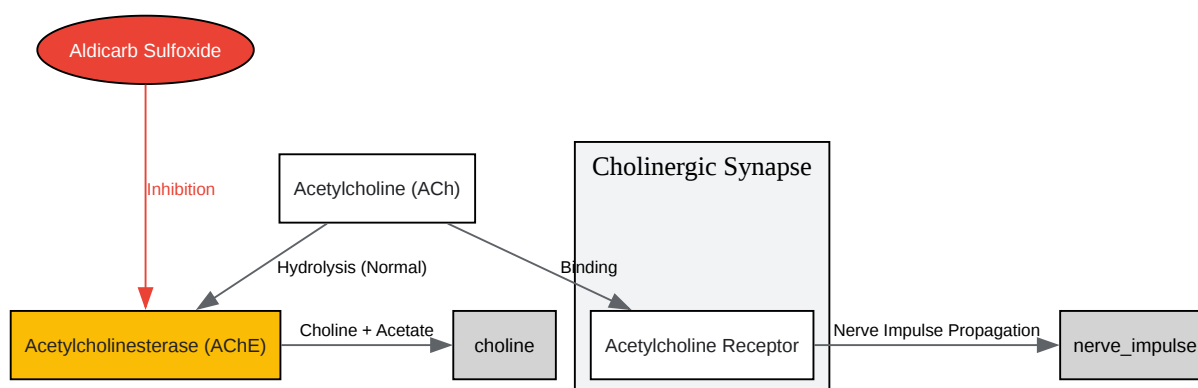 Aldicarb Sulfoxide
Inhibition
Acetylcholine (ACh)
Cholinergic Synapse
Hydrolysis (Normal)
Binding
Acetylcholinesterase (AChE)
Choline + Acetate
choline
Acetylcholine Receptor
Nerve Impulse Propagation
nerve_impulse